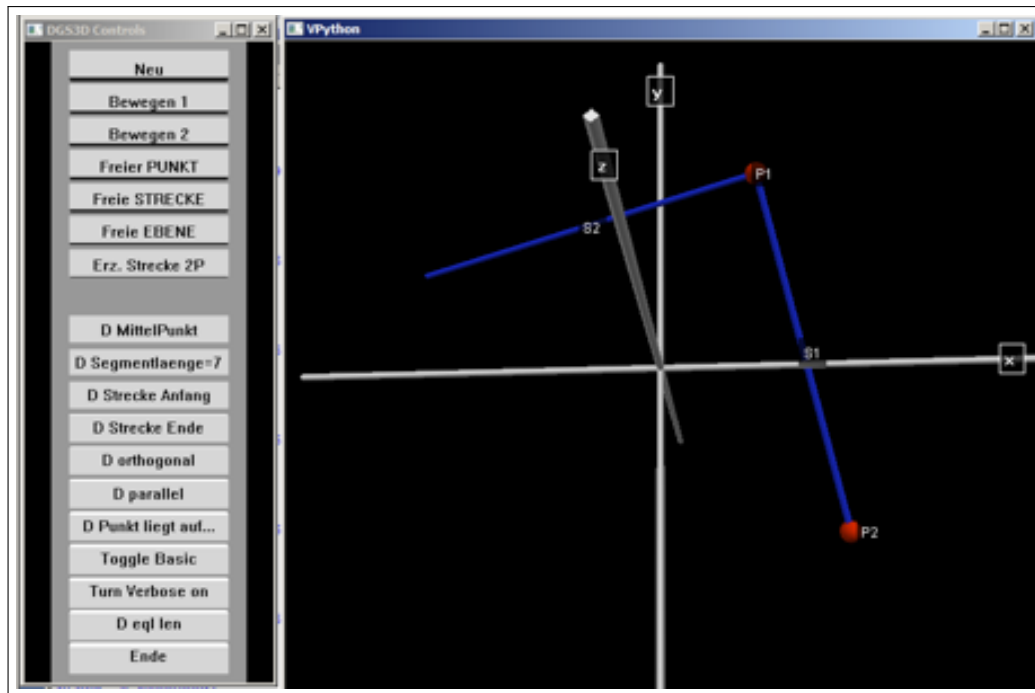 DGS3D Controls
Neu
Bewegen 1
Bewegen 2
Freier PUNKT
Freie STRECKE
Freie EBENE
Erz. Strecke 2P
D MittelPunkt
D Segmentlaenge=7
D Strecke Anfang
D Strecke Ende
D orthogonal
D parallel
D Punkt liegt auf...
Toggle Basic
Turn Verbose on
D eql len
Ende
VPython
y
z
P1
S2
S1
x
P2